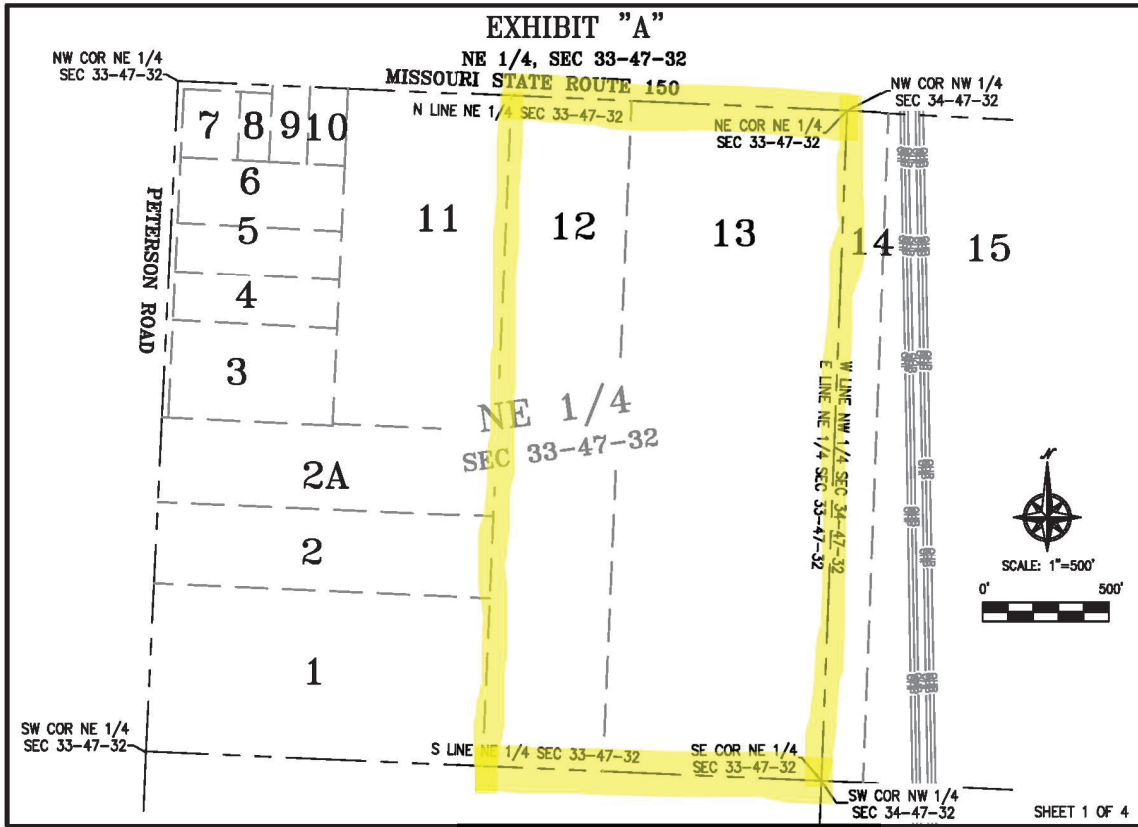 EXHIBIT "A"
NE 1/4, SEC 33-47-32
MISSOURI STATE ROUTE 150
NW COR NE 1/4
SEC 33-47-32
N LINE NE 1/4 SEC 33-47-32
NE COR NE 1/4
SEC 33-47-32
NW COR NW 1/4
SEC 34-47-32
7
8
9
10
6
5
4
3
11
12
13
14
15
PETERSON ROAD
NE 1/4
SEC 33-47-32
W LINE NW 1/4 SEC 34-47-32
E LINE NE 1/4 SEC 33-47-32
2A
2
1
N
SCALE: 1"=500'
0'
500'
SW COR NE 1/4
SEC 33-47-32
S LINE NE 1/4 SEC 33-47-32
SE COR NE 1/4
SEC 33-47-32
SW COR NW 1/4
SEC 34-47-32
SHEET 1 OF 4